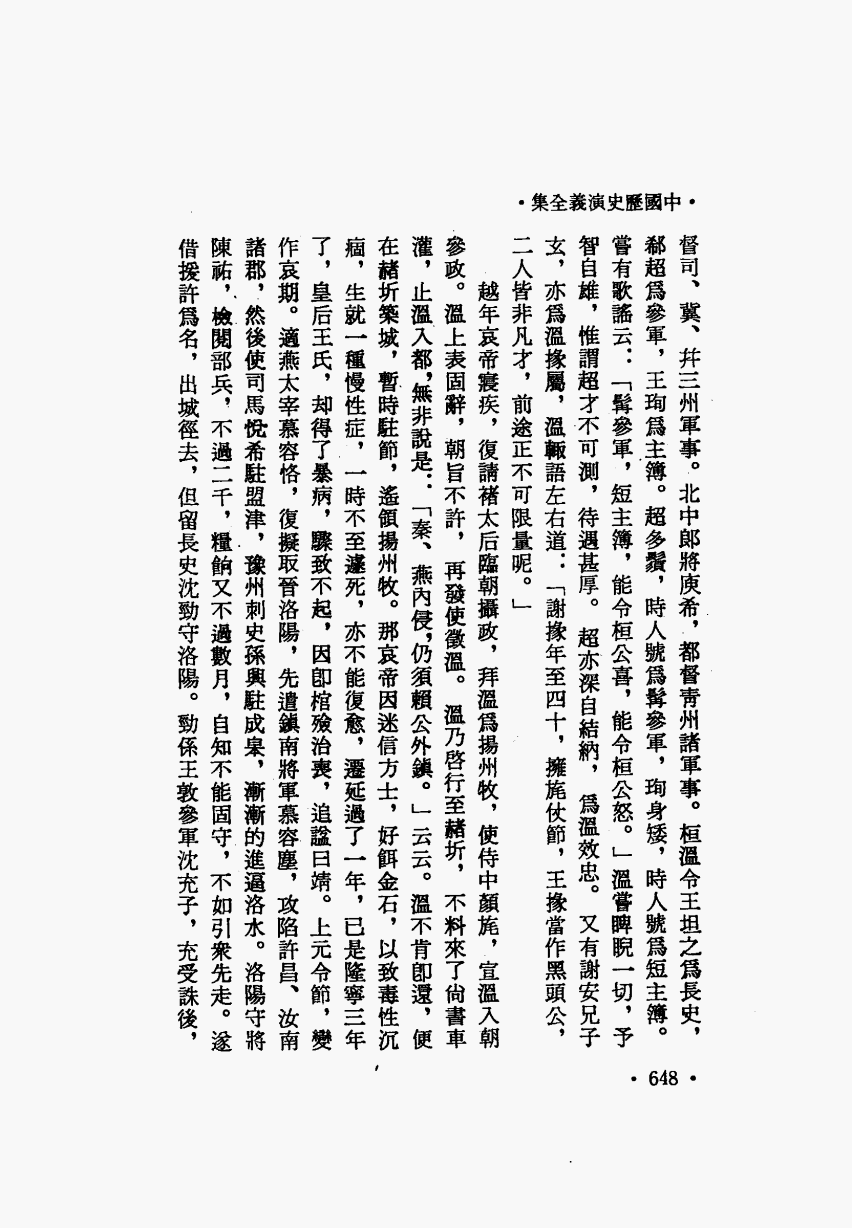 ・中國歷史演義全集・
督司、冀、幷三州軍事。北中郎將庾希，都督靑州諸軍事。桓溫令王坦之爲長史，
郗超爲參軍，王珣爲主簿。超多鬚，時人號爲髯參軍，珣身矮，時人號爲短主簿。
嘗有歌謠云：「髯參軍，短主簿，能令桓公喜，能令桓公怒。」溫嘗睥睨一切，予
智自雄，惟謂超才不可測，待遇甚厚。超亦深自結納，爲溫效忠。又有謝安兄子
玄，亦爲溫掾屬，溫輙語左右道：「謝掾年至四十，擁旄仗節，王掾當作黑頭公，
二人皆非凡才，前途正不可限量呢。」
越年哀帝寢疾，復請褚太后臨朝攝政，拜溫爲揚州牧，使侍中顏旄，宣溫入朝
參政。溫上表固辭，朝旨不許，再發使徵溫。溫乃啓行至赭圻，不料來了尙書車
灌，止溫入都，無非說是：「秦、燕內侵，仍須賴公外鎭。」云云。溫不肯卽還，便
在赭圻築城，暫時駐節，遙領揚州牧。那哀帝因迷信方士，好餌金石，以致毒性沉
痼，生就一種慢性症，一時不至遽死，亦不能復愈，遷延過了一年，已是隆寧三年
了，皇后王氏，却得了暴病，驟致不起，因卽棺殮治喪，追諡曰靖。上元令節，變
作哀期。適燕太宰慕容恪，復擬取晉洛陽，先遣鎭南將軍慕容塵，攻陷許昌、汝南
諸郡，然後使司馬悅希駐盟津，豫州刺史孫興駐成皋，漸漸的進逼洛水。洛陽守將
陳祐，檢閱部兵，不過二千，糧餉又不過數月，自知不能固守，不如引衆先走。遂
借援許爲名，出城徑去，但留長史沈勁守洛陽。勁係王敦參軍沈充子，充受誅後，
・648・